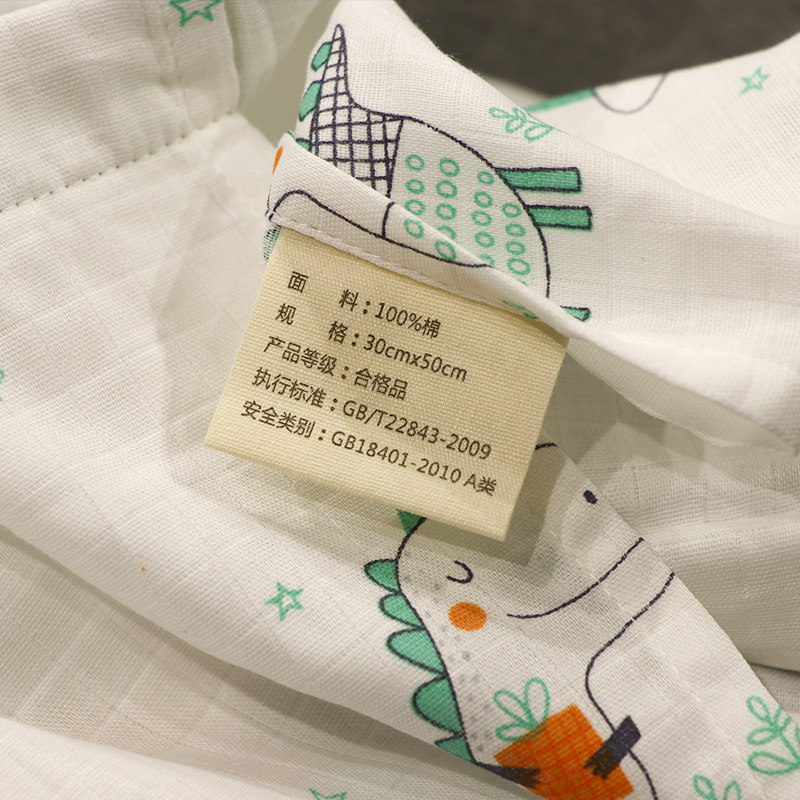 面 料：100%棉
规 格：30cmx50cm
产品等级：合格品
执行标准：GB/T22843-2009
安全类别：GB18401-2010 A类